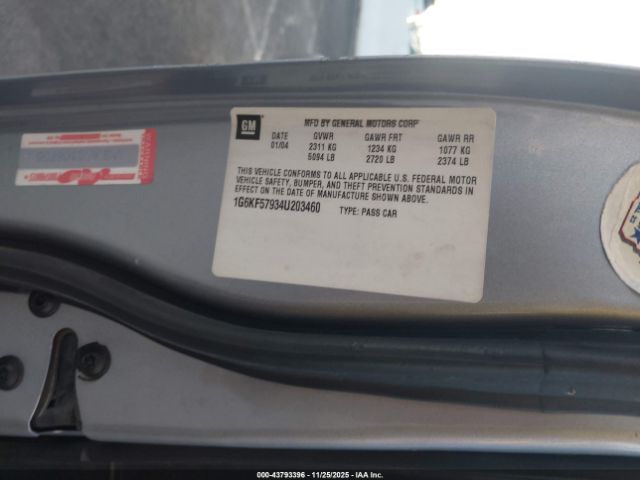 GM
MFD BY GENERAL MOTORS CORP
DATE GVWR GAWR FRT GAWR RR
01/04 2311 KG 1234 KG 1077 KG
5094 LB 2720 LB 2374 LB
THIS VEHICLE CONFORMS TO ALL APPLICABLE U.S. FEDERAL MOTOR
VEHICLE SAFETY, BUMPER, AND THEFT PREVENTION STANDARDS IN
EFFECT ON THE DATE OF MANUFACTURE SHOWN ABOVE.
1G6KF57934U203460 TYPE: PASS CAR
WARNING
000-43793396 - 11/25/2025 - IAA Inc.